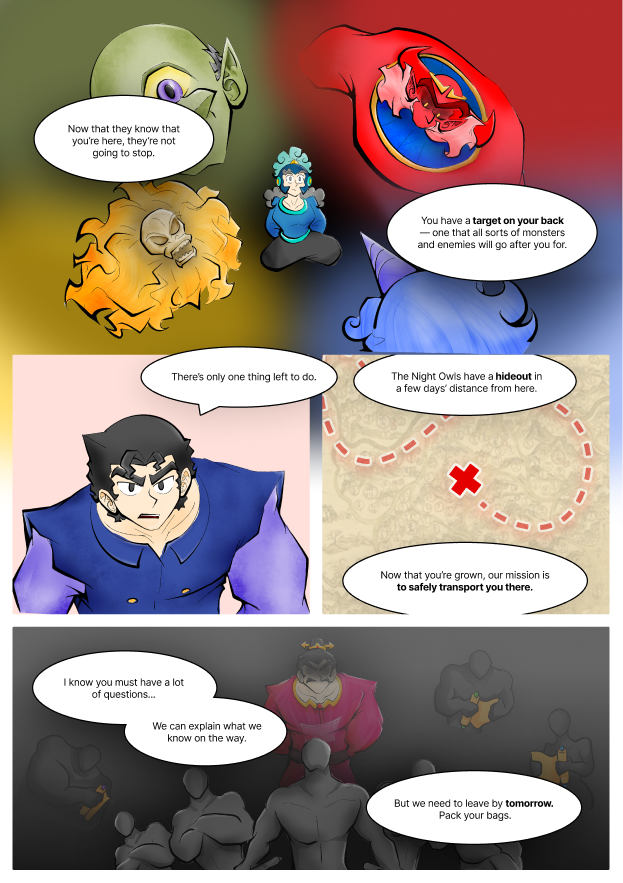 Now that they know that
you're here, they're not
going to stop.
You have a target on your back
— one that all sorts of monsters
and enemies will go after you for.
There's only one thing left to do.
The Night Owls have a hideout in
a few days' distance from here.
Now that you're grown, our mission is
to safely transport you there.
I know you must have a lot
of questions...
We can explain what we
know on the way.
But we need to leave by tomorrow.
Pack your bags.